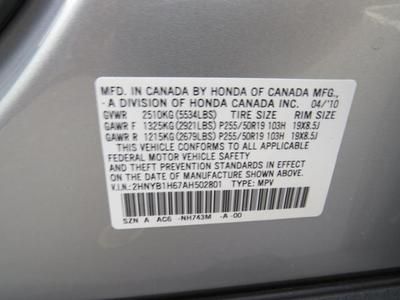 MADE IN CANADA BY HONDA OF CANADA MFG.,
- A DIVISION OF HONDA CANADA INC. 04/'10
GVWR 2510KG(5534LBS) TIRE SIZE RIM SIZE
GAWR F 1325KG(2921LBS) P255/50R19 103H 19X8.5J
GAWR R 1215KG(2679LBS) P255/50R19 103H 19X8.5J
THIS VEHICLE CONFORMS TO ALL APPLICABLE
FEDERAL MOTOR VEHICLE SAFETY, BUMPER,
AND THEFT PREVENTION STANDARDS IN EFFECT
ON THE DATE OF MANUFACTURE SHOWN ABOVE.
V.I.N.: 2HNYB1H67AH502801 TYPE: MPV
SZN A AC6 -NH743M -A -00